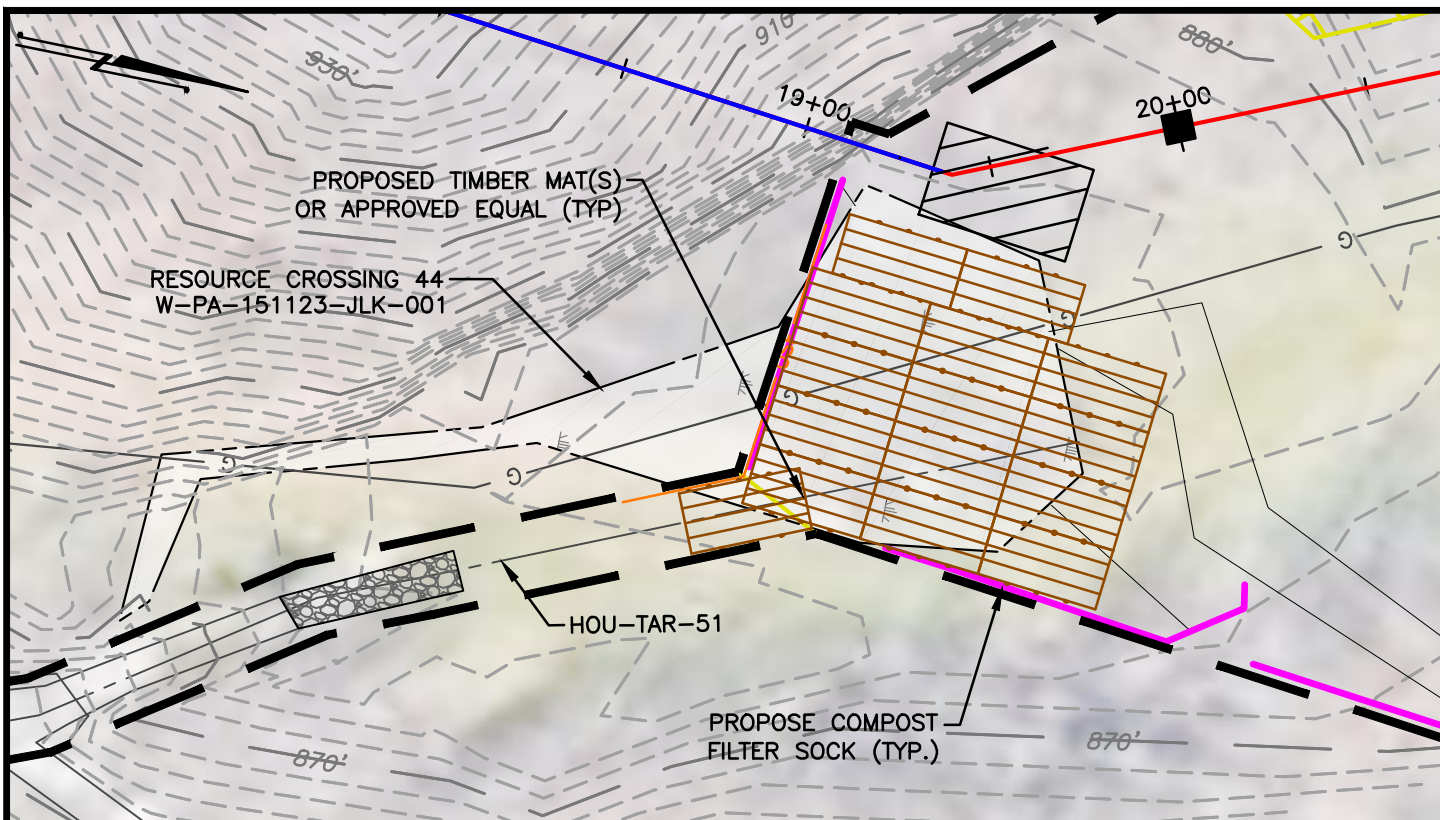 930'
910'
880'
19+00
20+00
PROPOSED TIMBER MAT(S)
OR APPROVED EQUAL (TYP)
G
RESOURCE CROSSING 44
W-PA-151123-JLK-001
G
G
G
G
HOU-TAR-51
PROPOSE COMPOST
FILTER SOCK (TYP.)
870'
870'